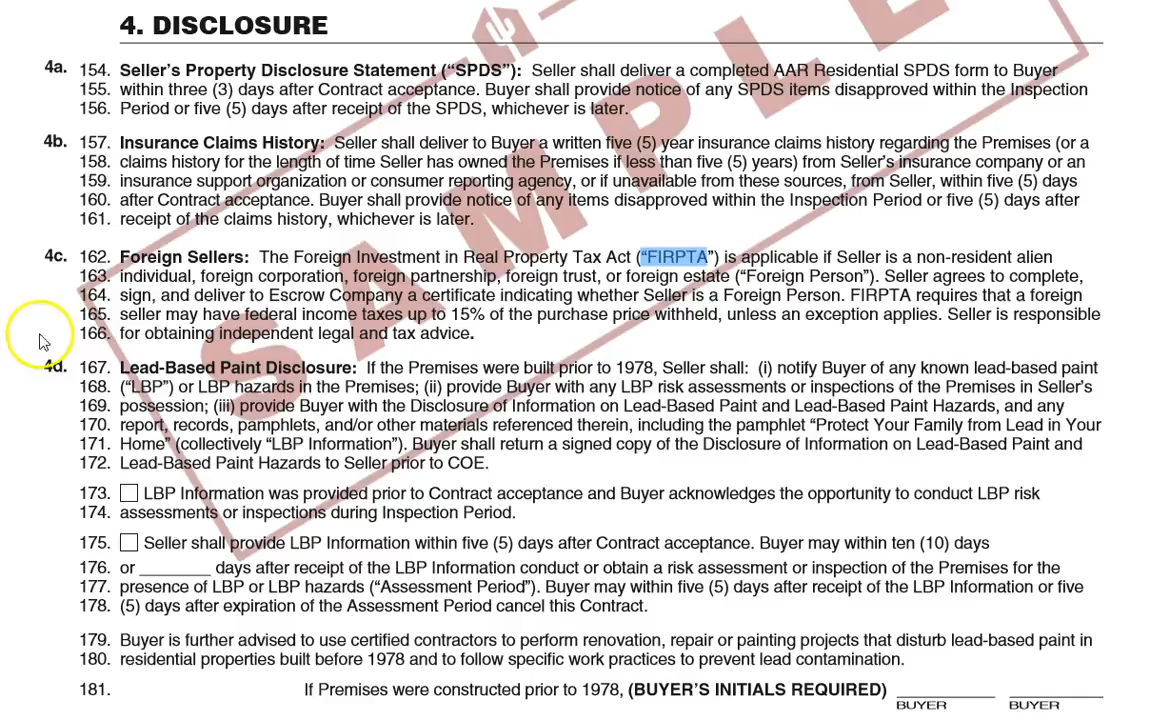 4. DISCLOSURE
4a. 154. Seller's Property Disclosure Statement (“SPDS”): Seller shall deliver a completed AAR Residential SPDS form to Buyer
155. within three (3) days after Contract acceptance. Buyer shall provide notice of any SPDS items disapproved within the Inspection
156. Period or five (5) days after receipt of the SPDS, whichever is later.
4b. 157. Insurance Claims History: Seller shall deliver to Buyer a written five (5) year insurance claims history regarding the Premises (or a
158. claims history for the length of time Seller has owned the Premises if less than five (5) years) from Seller's insurance company or an
159. insurance support organization or consumer reporting agency, or if unavailable from these sources, from Seller, within five (5) days
160. after Contract acceptance. Buyer shall provide notice of any items disapproved within the Inspection Period or five (5) days after
161. receipt of the claims history, whichever is later.
4c. 162. Foreign Sellers: The Foreign Investment in Real Property Tax Act (“FIRPTA”) is applicable if Seller is a non-resident alien
163. individual, foreign corporation, foreign partnership, foreign trust, or foreign estate (“Foreign Person”). Seller agrees to complete,
164. sign, and deliver to Escrow Company a certificate indicating whether Seller is a Foreign Person. FIRPTA requires that a foreign
165. seller may have federal income taxes up to 15% of the purchase price withheld, unless an exception applies. Seller is responsible
166. for obtaining independent legal and tax advice.
4d. 167. Lead-Based Paint Disclosure: If the Premises were built prior to 1978, Seller shall: (i) notify Buyer of any known lead-based paint
168. (“LBP”) or LBP hazards in the Premises; (ii) provide Buyer with any LBP risk assessments or inspections of the Premises in Seller's
169. possession; (iii) provide Buyer with the Disclosure of Information on Lead-Based Paint and Lead-Based Paint Hazards, and any
170. report, records, pamphlets, and/or other materials referenced therein, including the pamphlet “Protect Your Family from Lead in Your
171. Home” (collectively “LBP Information”). Buyer shall return a signed copy of the Disclosure of Information on Lead-Based Paint and
172. Lead-Based Paint Hazards to Seller prior to COE.
173. LBP Information was provided prior to Contract acceptance and Buyer acknowledges the opportunity to conduct LBP risk
174. assessments or inspections during Inspection Period.
175. Seller shall provide LBP Information within five (5) days after Contract acceptance. Buyer may within ten (10) days
176. or ________ days after receipt of the LBP Information conduct or obtain a risk assessment or inspection of the Premises for the
177. presence of LBP or LBP hazards (“Assessment Period”). Buyer may within five (5) days after receipt of the LBP Information or five
178. (5) days after expiration of the Assessment Period cancel this Contract.
179. Buyer is further advised to use certified contractors to perform renovation, repair or painting projects that disturb lead-based paint in
180. residential properties built before 1978 and to follow specific work practices to prevent lead contamination.
181. If Premises were constructed prior to 1978, (BUYER'S INITIALS REQUIRED) ____________ ____________
BUYER BUYER
SAMPLE